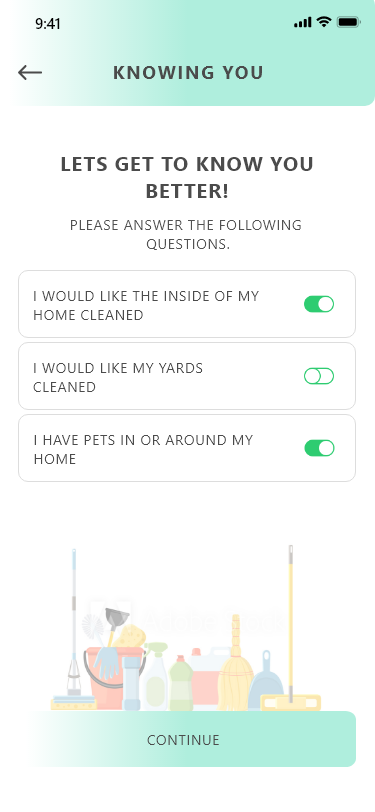 9:41
KNOWING YOU
LETS GET TO KNOW YOU
BETTER!
PLEASE ANSWER THE FOLLOWING
QUESTIONS.
I WOULD LIKE THE INSIDE OF MY
HOME CLEANED
I WOULD LIKE MY YARDS
CLEANED
I HAVE PETS IN OR AROUND MY
HOME
CONTINUE